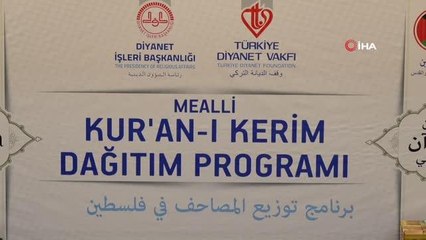 DİYANET
İŞLERİ BAŞKANLIĞI
THE PRESIDENCY OF RELIGIOUS AFFAIRS
رئاسة الشؤون الدينية
TÜRKİYE
DİYANET VAKFI
TURKIYE DIYANET FOUNDATION
وقف الديانة التركي
İHA
MEALLİ
KUR'AN-I KERİM
DAĞITIM PROGRAMI
برنامج توزيع المصاحف في فلسطين